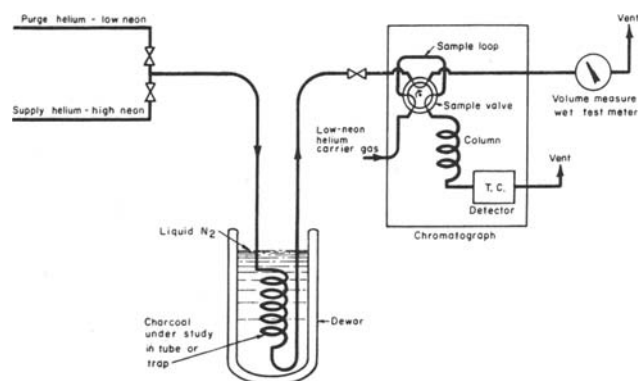 Purge helium-low neon
Supply helium-high neon
Vent
Sample loop
Sample valve
Volume measure
wet test meter
Low-neon
helium
carrier gas
Column
Vent
T. C.
Detector
Chromatograph
Liquid N2
Dewar
Charcoal
under study
in tube or
trap